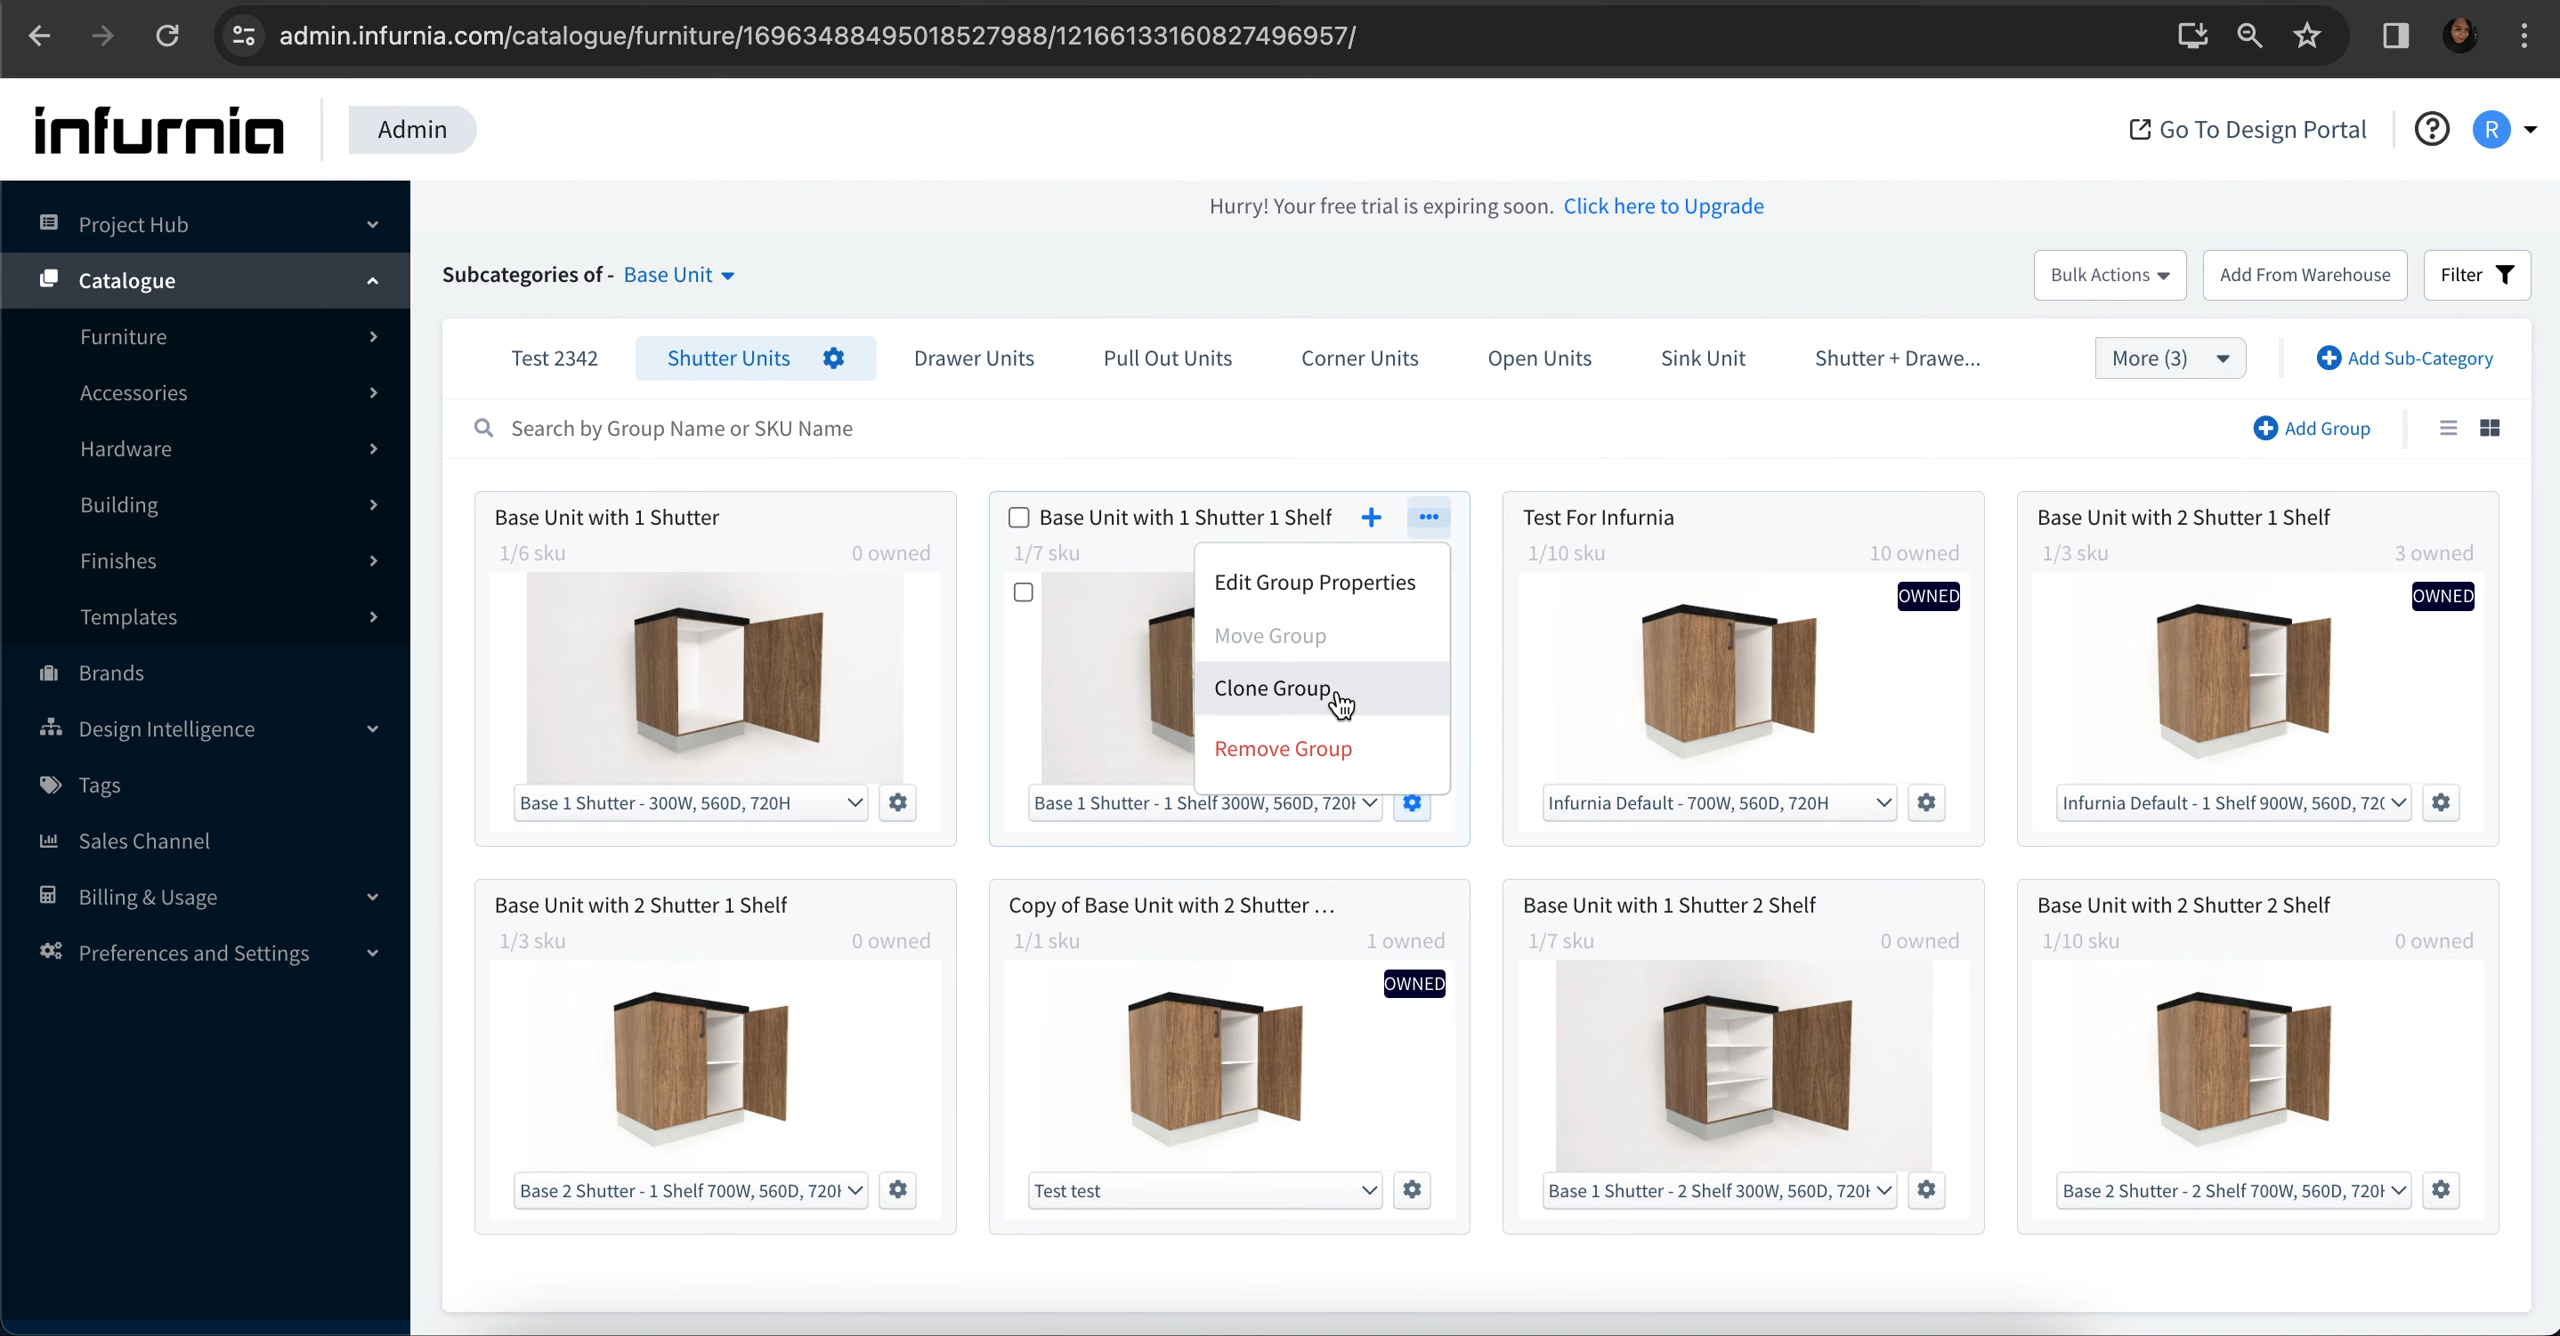 admin.infurnia.com/catalogue/furniture/16963488495018527988/12166133160827496957/
infurnia
Admin
Go To Design Portal
R
Project Hub
Catalogue
Furniture
Accessories
Hardware
Building
Finishes
Templates
Brands
Design Intelligence
Tags
Sales Channel
Billing & Usage
Preferences and Settings
Hurry! Your free trial is expiring soon. Click here to Upgrade
Subcategories of - Base Unit
Bulk Actions
Add From Warehouse
Filter
Test 2342
Shutter Units
Drawer Units
Pull Out Units
Corner Units
Open Units
Sink Unit
Shutter + Drawe...
More (3)
Add Sub-Category
Search by Group Name or SKU Name
Add Group
Base Unit with 1 Shutter
1/6 sku
0 owned
Base 1 Shutter - 300W, 560D, 720H
Base Unit with 1 Shutter 1 Shelf
1/7 sku
Edit Group Properties
Move Group
Clone Group
Remove Group
Base 1 Shutter - 1 Shelf 300W, 560D, 720H
Test For Infurnia
1/10 sku
10 owned
OWNED
Infurnia Default - 700W, 560D, 720H
Base Unit with 2 Shutter 1 Shelf
1/3 sku
3 owned
OWNED
Infurnia Default - 1 Shelf 900W, 560D, 720
Base Unit with 2 Shutter 1 Shelf
1/3 sku
0 owned
Base 2 Shutter - 1 Shelf 700W, 560D, 720H
Copy of Base Unit with 2 Shutter ...
1/1 sku
1 owned
OWNED
Test test
Base Unit with 1 Shutter 2 Shelf
1/7 sku
0 owned
Base 1 Shutter - 2 Shelf 300W, 560D, 720H
Base Unit with 2 Shutter 2 Shelf
1/10 sku
0 owned
Base 2 Shutter - 2 Shelf 700W, 560D, 720H